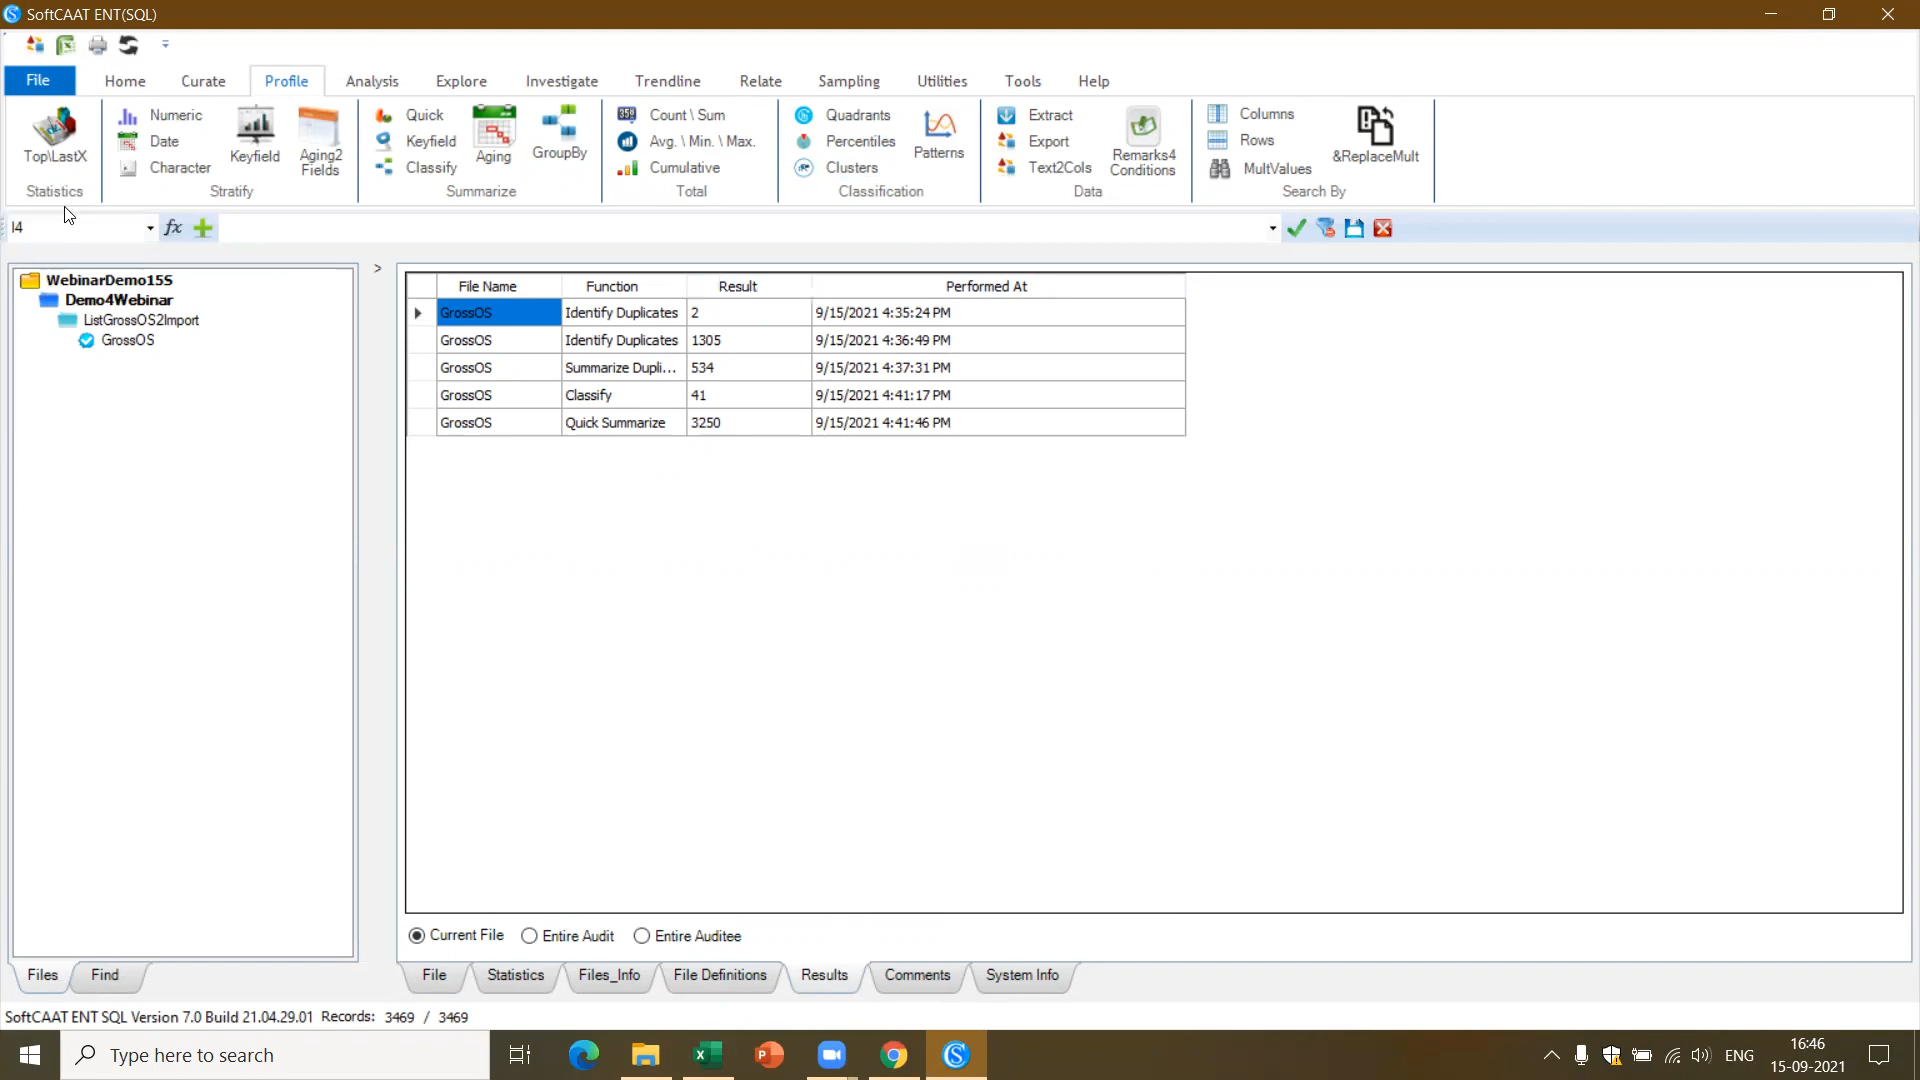 SoftCAAT ENT(SQL)
File Home Curate Profile Analysis Explore Investigate Trendline Relate Sampling Utilities Tools Help
Top\LastX
Statistics
Numeric
Date
Character
Keyfield
Aging2
Fields
Stratify
Quick
Keyfield
Classify
Aging
GroupBy
Summarize
Count \ Sum
Avg. \ Min. \ Max.
Cumulative
Total
Quadrants
Percentiles
Clusters
Patterns
Classification
Extract
Export
Text2Cols
Remarks4
Conditions
Data
Columns
Rows
MultValues
&ReplaceMult
Search By
I4 fx
WebinarDemo15S
Demo4Webinar
ListGrossOS2Import
GrossOS
>
File Name Function Result Performed At
GrossOS Identify Duplicates 2 9/15/2021 4:35:24 PM
GrossOS Identify Duplicates 1305 9/15/2021 4:36:49 PM
GrossOS Summarize Dupli... 534 9/15/2021 4:37:31 PM
GrossOS Classify 41 9/15/2021 4:41:17 PM
GrossOS Quick Summarize 3250 9/15/2021 4:41:46 PM
Current File Entire Audit Entire Auditee
Files Find
File Statistics Files_Info File Definitions Results Comments System Info
SoftCAAT ENT SQL Version 7.0 Build 21.04.29.01 Records: 3469 / 3469
Type here to search
ENG
16:46
15-09-2021